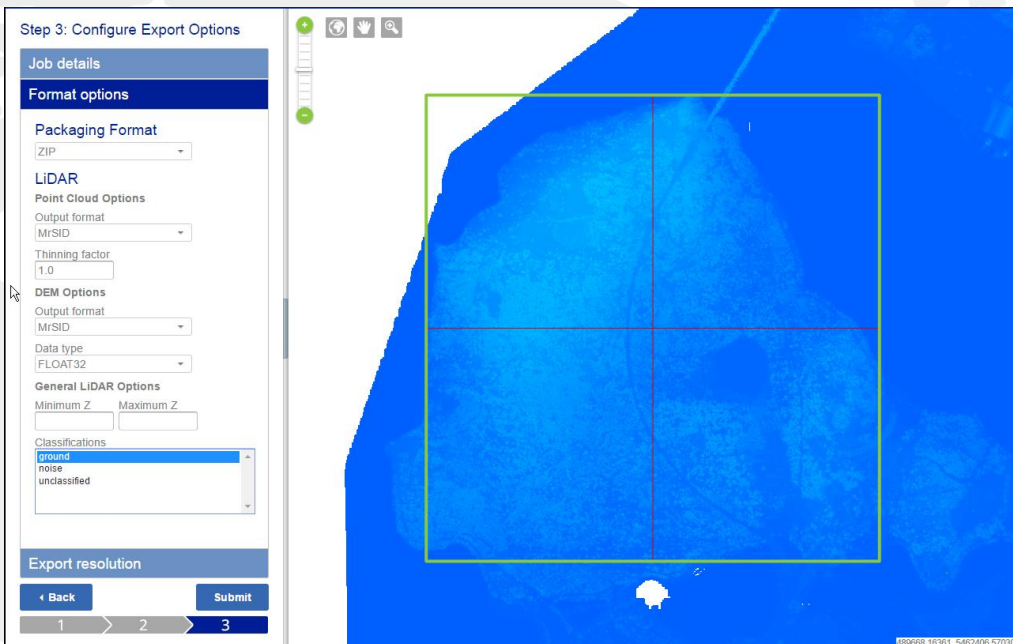 Step 3: Configure Export Options
Job details
Format options
Packaging Format
ZIP
LiDAR
Point Cloud Options
Output format
MrSID
Thinning factor
1.0
DEM Options
Output format
MrSID
Data type
FLOAT32
General LiDAR Options
Minimum Z Maximum Z
Classifications
ground
noise
unclassified
Export resolution
Back Submit
1 2 3